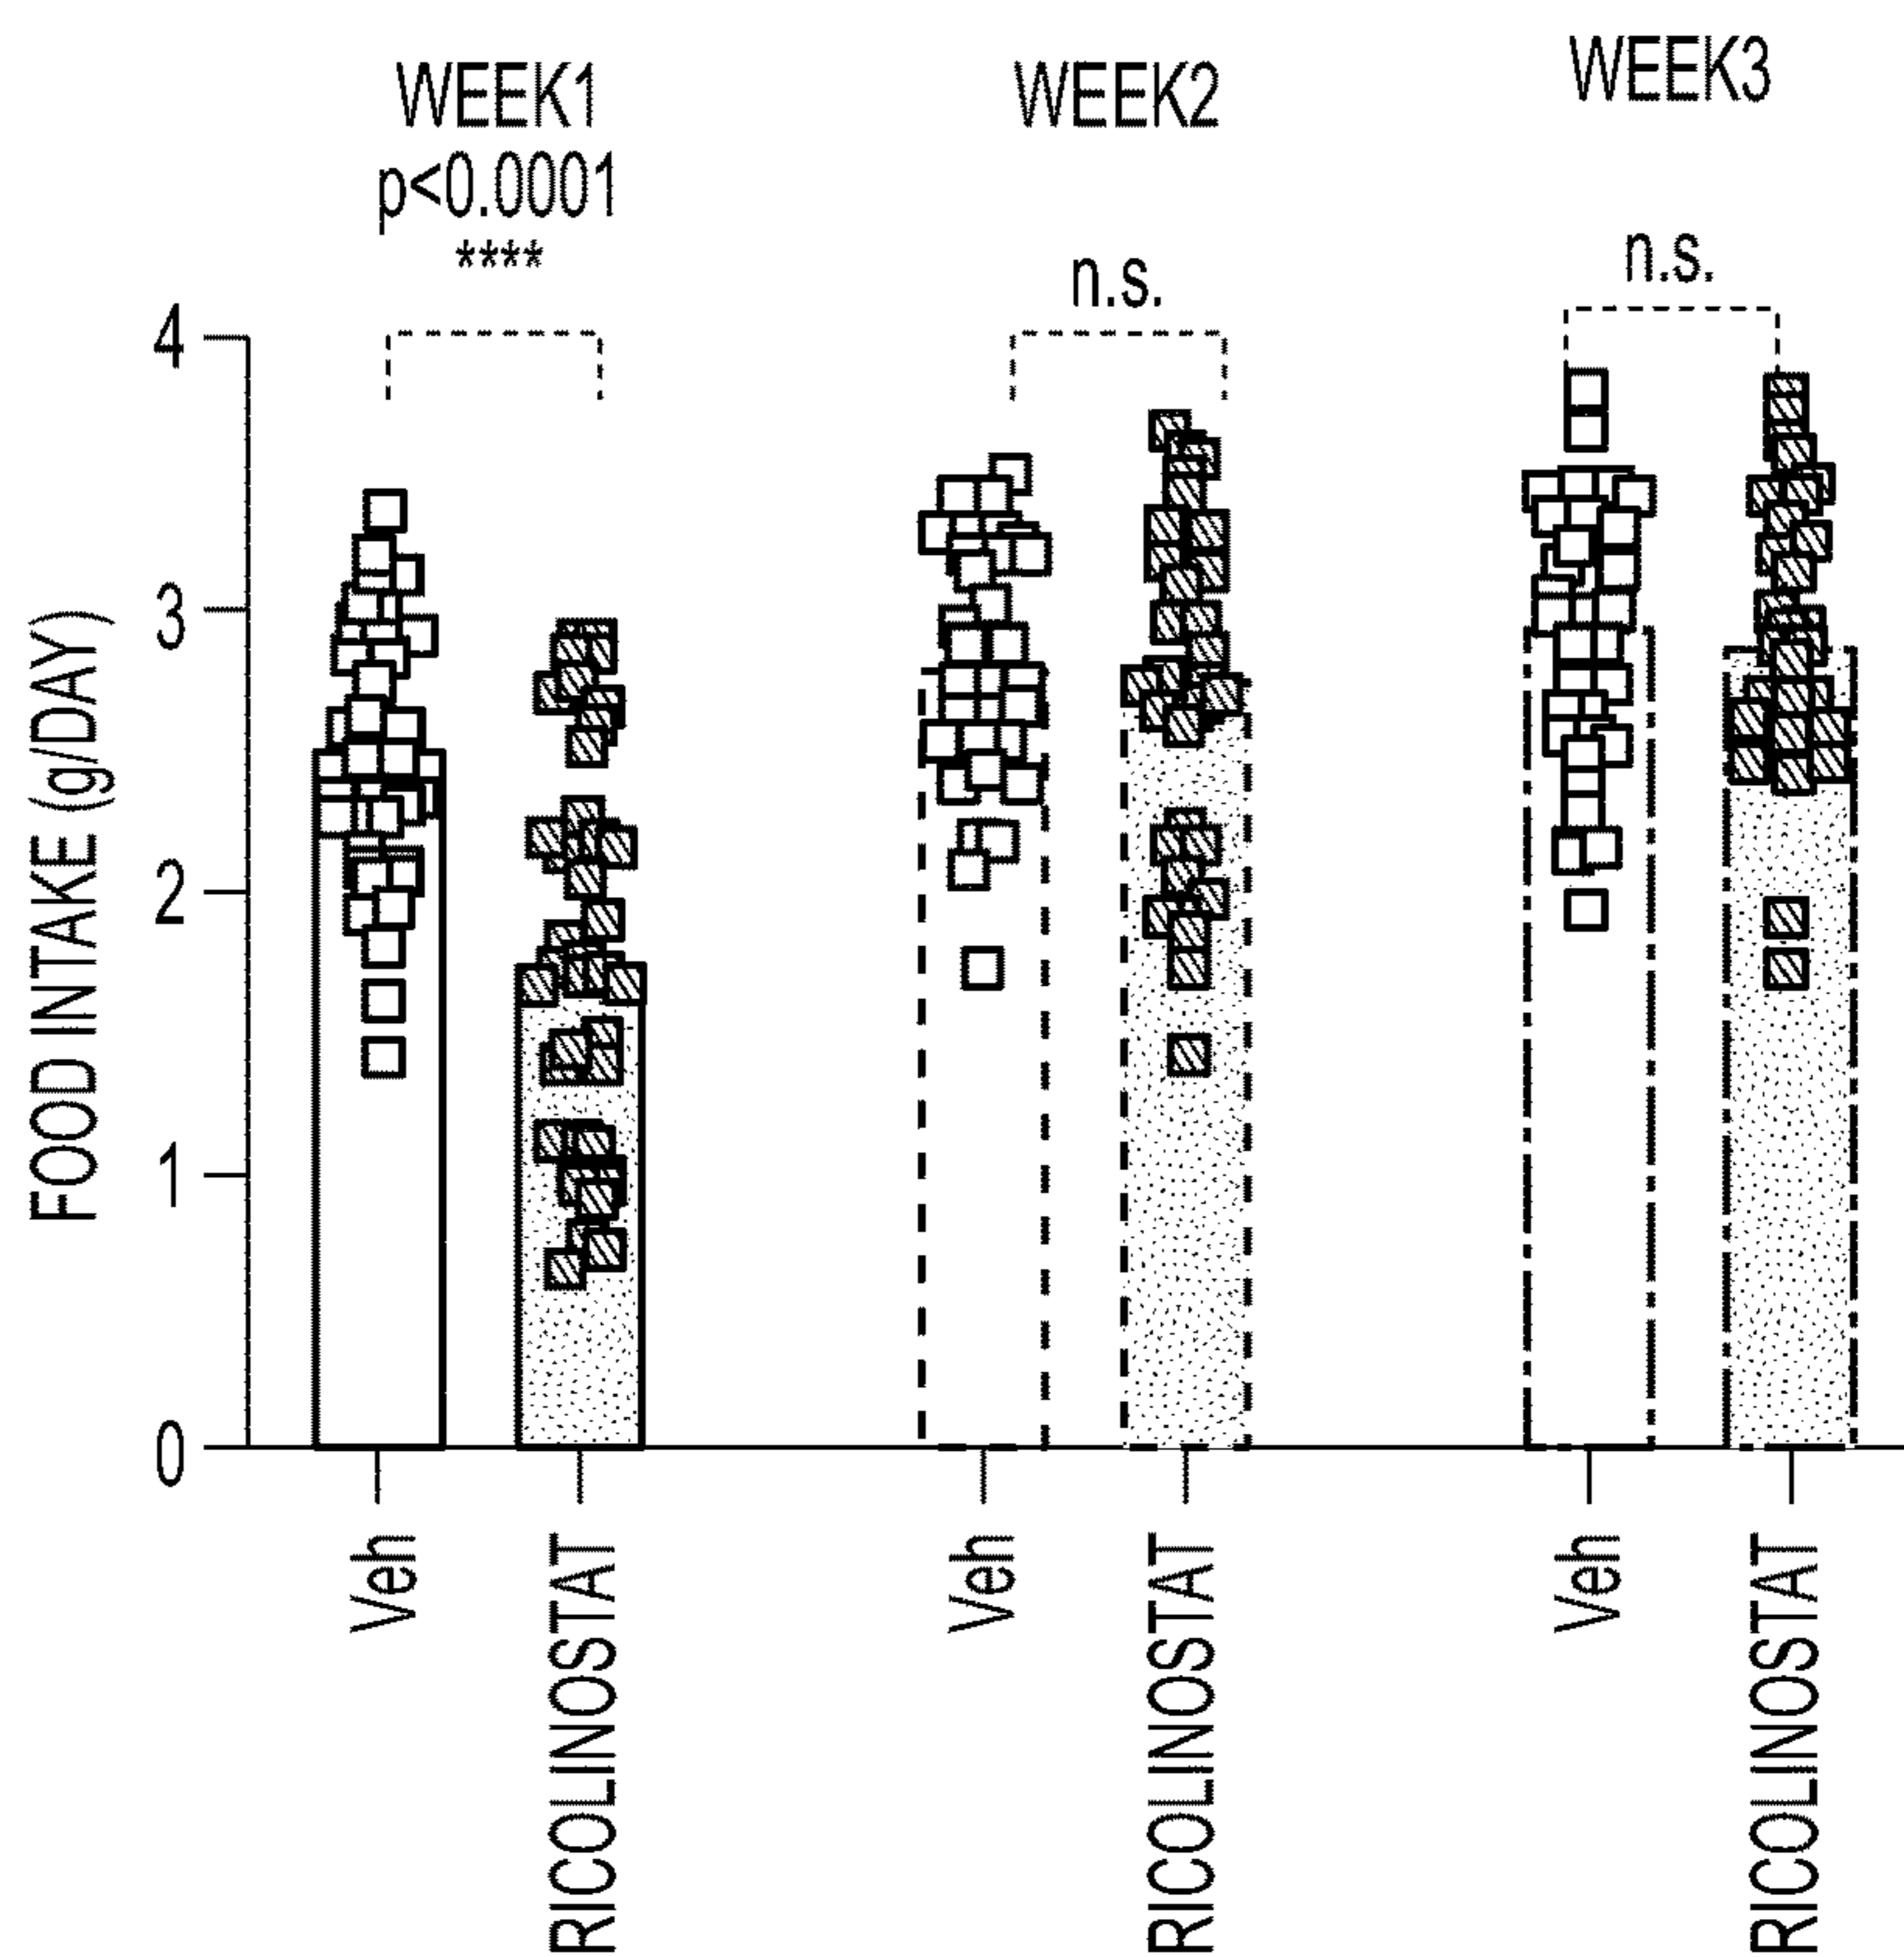 WEEK1
p<0.0001
****
WEEK2
n.s.
WEEK3
n.s.
FOOD INTAKE (g/DAY)
4
3
2
1
0
Veh
RICOLINOSTAT
Veh
RICOLINOSTAT
Veh
RICOLINOSTAT